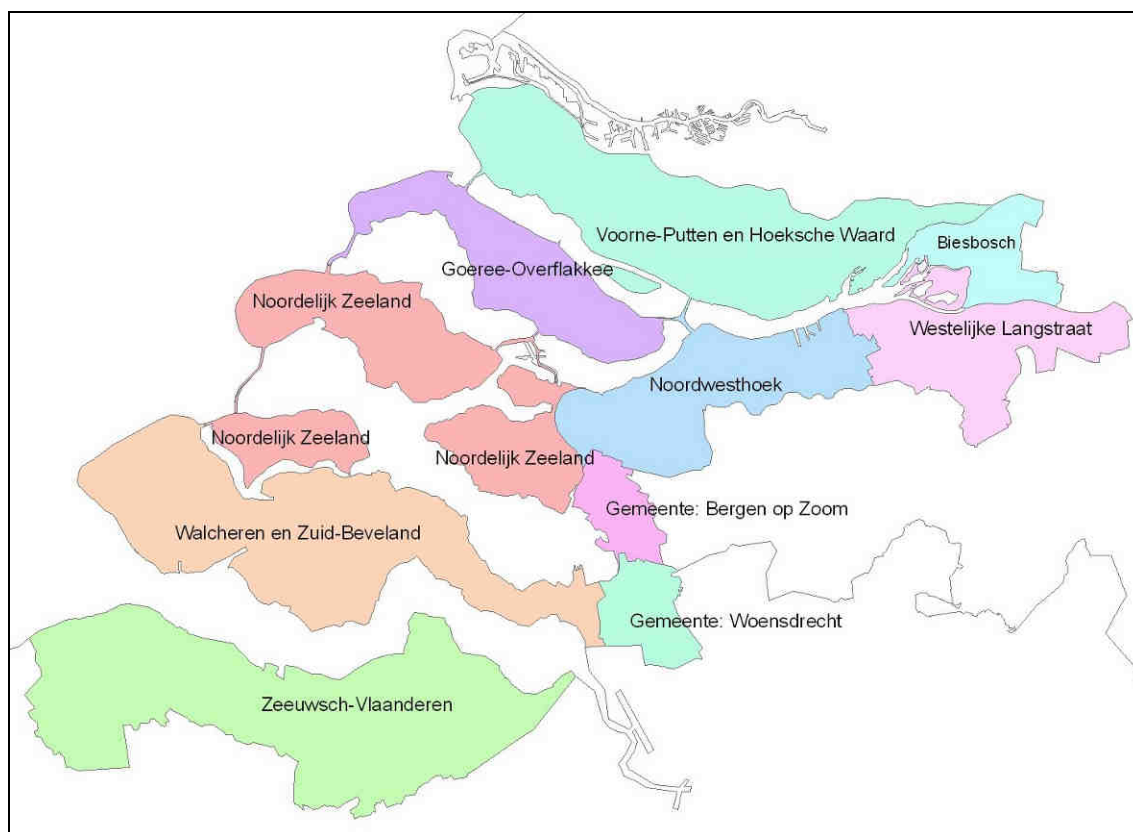 Voorne-Putten en Hoeksche Waard
Biesbosch
Goeree-Overflakkee
Noordelijk Zeeland
Westelijke Langstraat
Noordwesthoek
Noordelijk Zeeland
Noordelijk Zeeland
Gemeente: Bergen op Zoom
Walcheren en Zuid-Beveland
Gemeente: Woensdrecht
Zeeuwsch-Vlaanderen